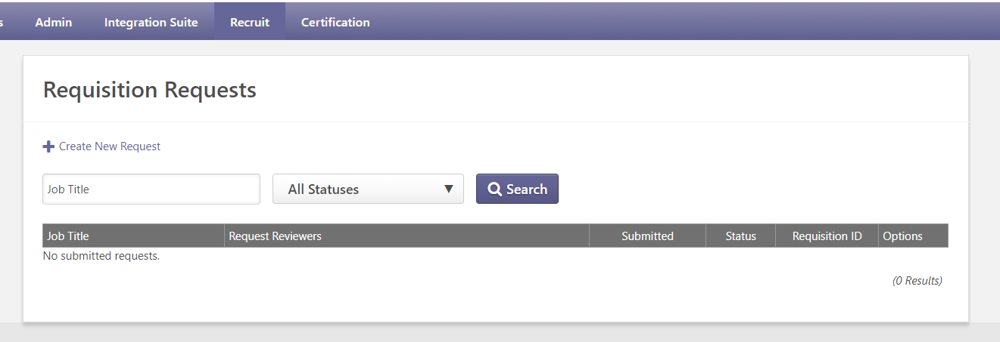 Admin Integration Suite Recruit Certification
Requisition Requests
Create New Request
Job Title All Statuses ▼ Search
Job Title Request Reviewers Submitted Status Requisition ID Options
No submitted requests.
(0 Results)